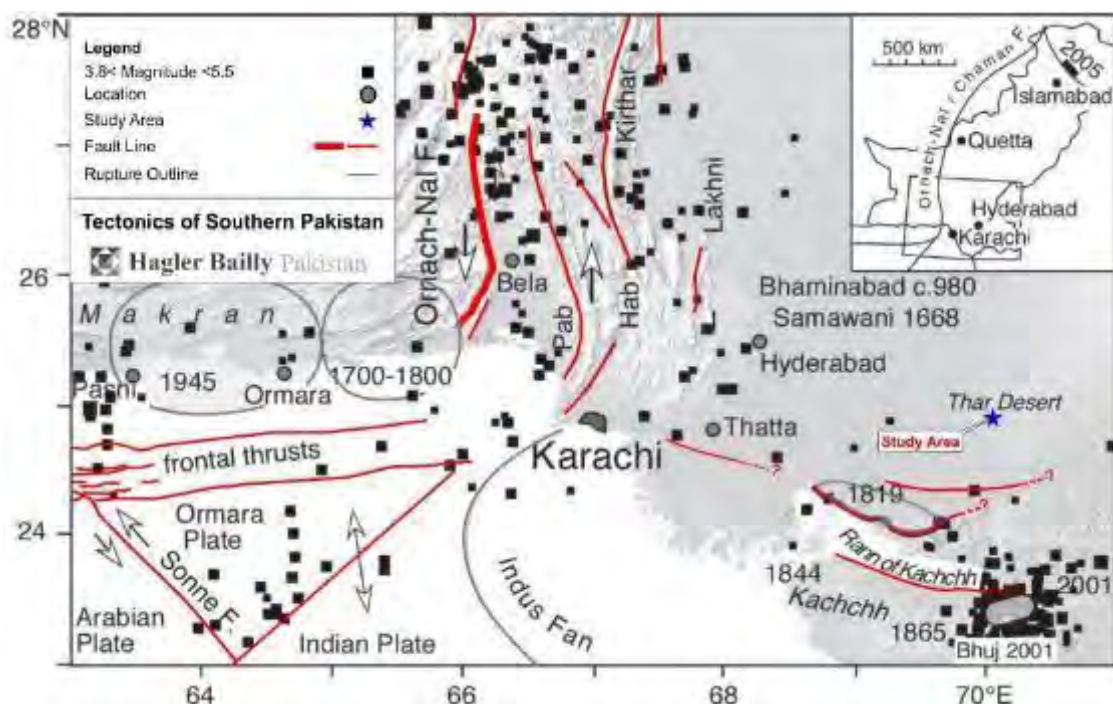 28°N
26
24
64
66
68
70°E
Legend
3.8< Magnitude <5.5
Location
Study Area
Fault Line
Rupture Outline
Tectonics of Southern Pakistan
Hagler Bailly Pakistan
500 km
Ornach-Nal / Chaman F.
2005
Islamabad
Quetta
Hyderabad
Karachi
Ornach-Nal F.
Kirthar
Lakhni
Bela
Pab
Hab
Bhaminabad c.980
Samawani 1668
Hyderabad
Makran
Pasni
1945
Ormara
1700-1800
Thar Desert
Study Area
Thatta
Karachi
frontal thrusts
?
1819
?
?
Ormara
Plate
Sonne F.
Arabian
Plate
Indian Plate
Indus Fan
Rann of Kachchh
1844
Kachchh
2001
1865
Bhuj 2001